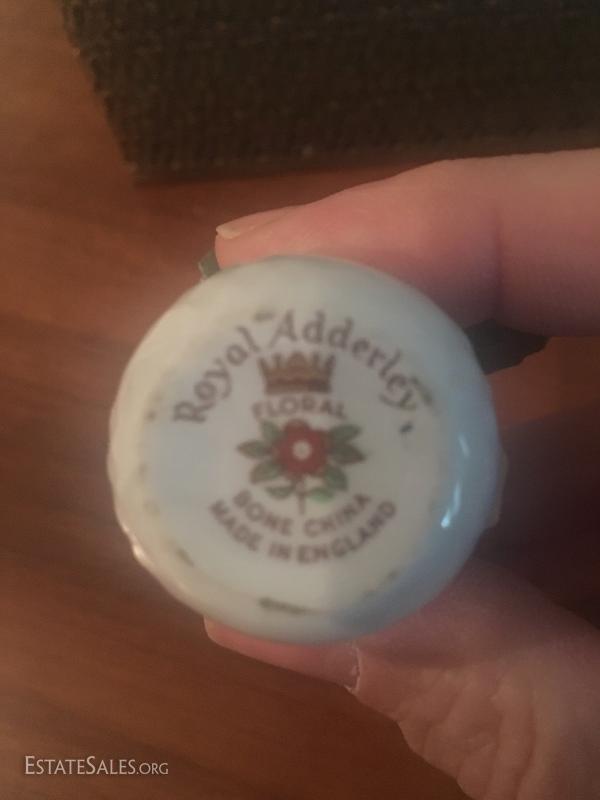 Royal Adderley
FLORAL
BONE CHINA
MADE IN ENGLAND
ESTATESALES.ORG